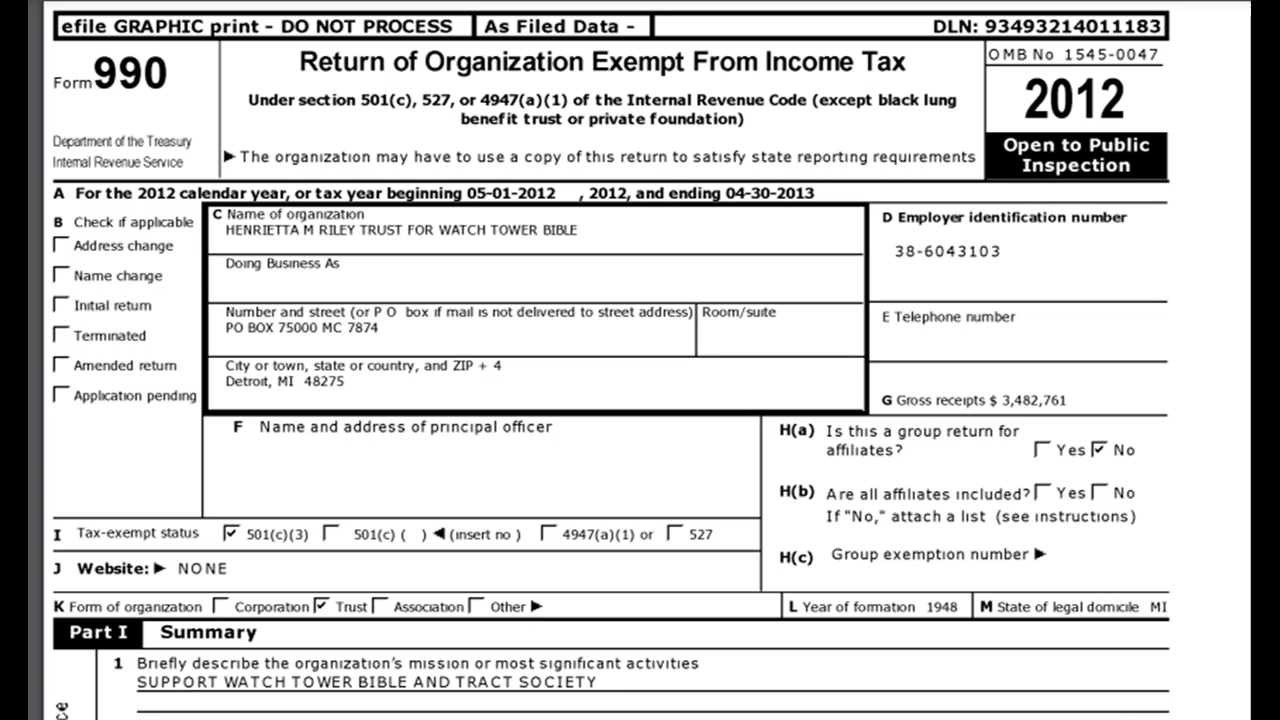 efile GRAPHIC print - DO NOT PROCESS
As Filed Data -
DLN: 93493214011183
Form 990
Department of the Treasury
Internal Revenue Service
Return of Organization Exempt From Income Tax
Under section 501(c), 527, or 4947(a)(1) of the Internal Revenue Code (except black lung
benefit trust or private foundation)
▶ The organization may have to use a copy of this return to satisfy state reporting requirements
OMB No 1545-0047
2012
Open to Public
Inspection
A For the 2012 calendar year, or tax year beginning 05-01-2012 , 2012, and ending 04-30-2013
B Check if applicable
Address change
Name change
Initial return
Terminated
Amended return
Application pending
C Name of organization
HENRIETTA M RILEY TRUST FOR WATCH TOWER BIBLE
Doing Business As
Number and street (or P O box if mail is not delivered to street address)
Room/suite
PO BOX 75000 MC 7874
City or town, state or country, and ZIP + 4
Detroit, MI 48275
D Employer identification number
38-6043103
E Telephone number
G Gross receipts $ 3,482,761
F Name and address of principal officer
H(a) Is this a group return for
affiliates? Yes No
H(b) Are all affiliates included? Yes No
If "No," attach a list (see instructions)
H(c) Group exemption number ▶
I Tax-exempt status 501(c)(3) 501(c) ( ) ◀ (insert no ) 4947(a)(1) or 527
J Website: ▶ NONE
K Form of organization Corporation Trust Association Other ▶
L Year of formation 1948
M State of legal domicile MI
Part I Summary
1 Briefly describe the organization's mission or most significant activities
SUPPORT WATCH TOWER BIBLE AND TRACT SOCIETY